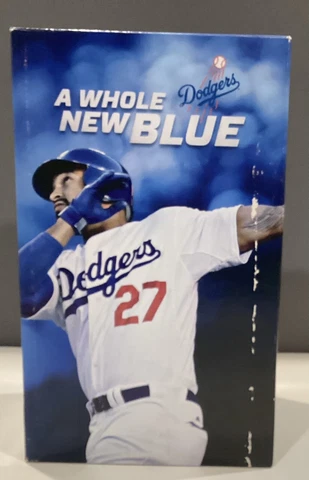 Dodgers
A WHOLE
NEW BLUE
Dodgers
27